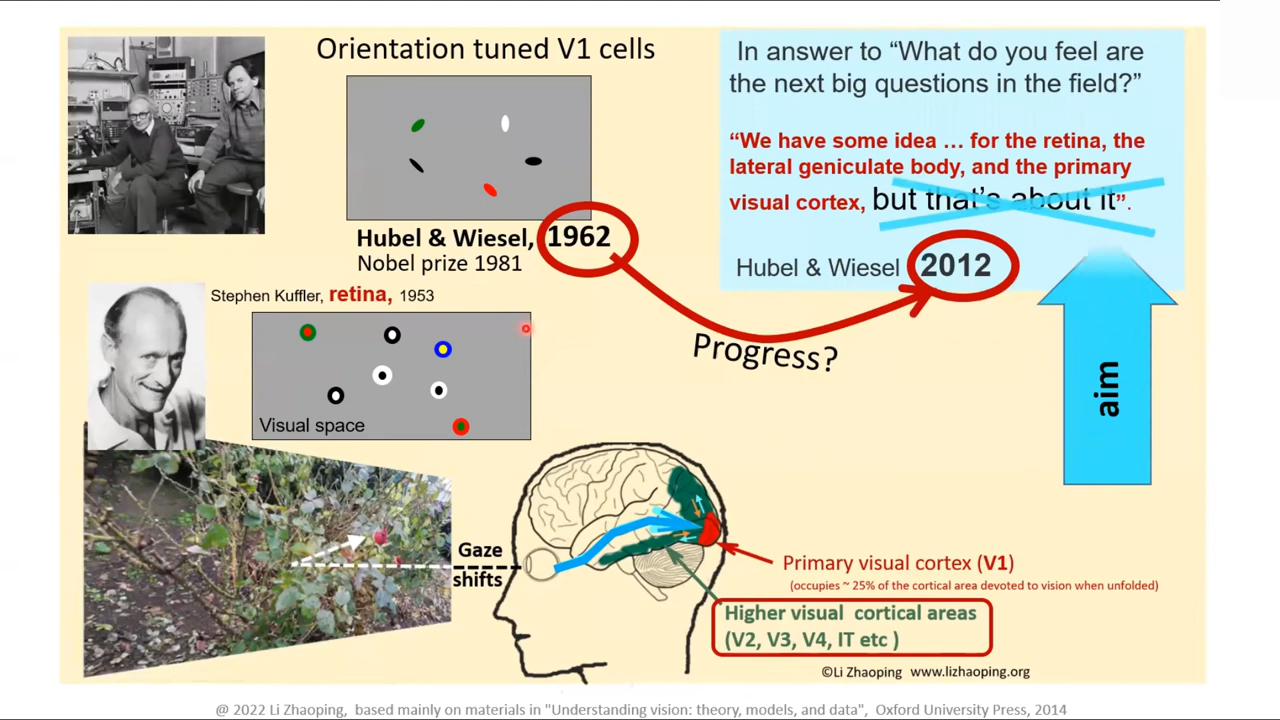 Orientation tuned V1 cells
Hubel & Wiesel, 1962
Nobel prize 1981
Stephen Kuffler, retina, 1953
Visual space
In answer to “What do you feel are
the next big questions in the field?”
“We have some idea … for the retina, the
lateral geniculate body, and the primary
visual cortex, but that’s about it”.
Hubel & Wiesel 2012
Progress?
aim
Gaze
shifts
Primary visual cortex (V1)
(occupies ~ 25% of the cortical area devoted to vision when unfolded)
Higher visual cortical areas
(V2, V3, V4, IT etc )
©Li Zhaoping www.lizhaoping.org
@ 2022 Li Zhaoping, based mainly on materials in "Understanding vision: theory, models, and data", Oxford University Press, 2014